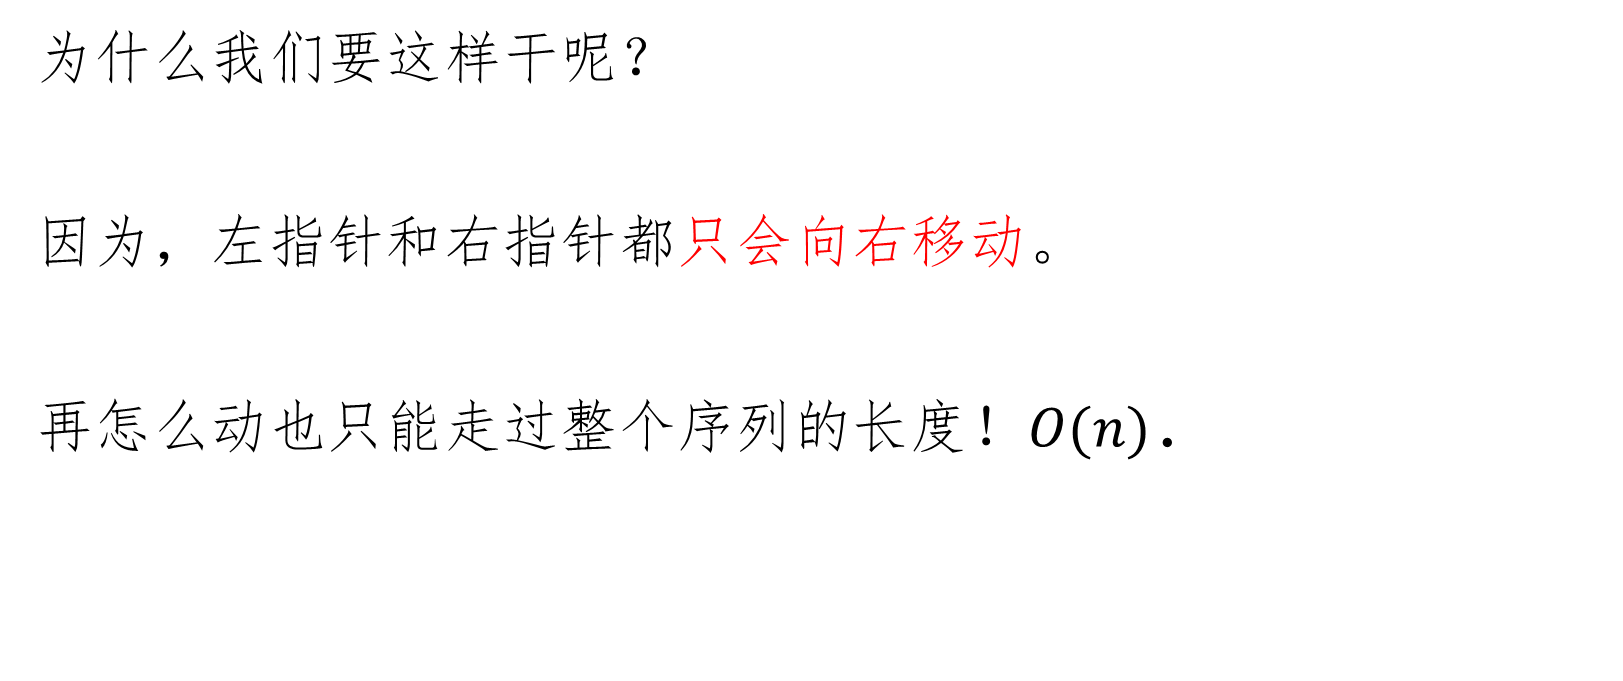 为什么我们要这样干呢？
因为，左指针和右指针都只会向右移动。
再怎么动也只能走过整个序列的长度！O(n).